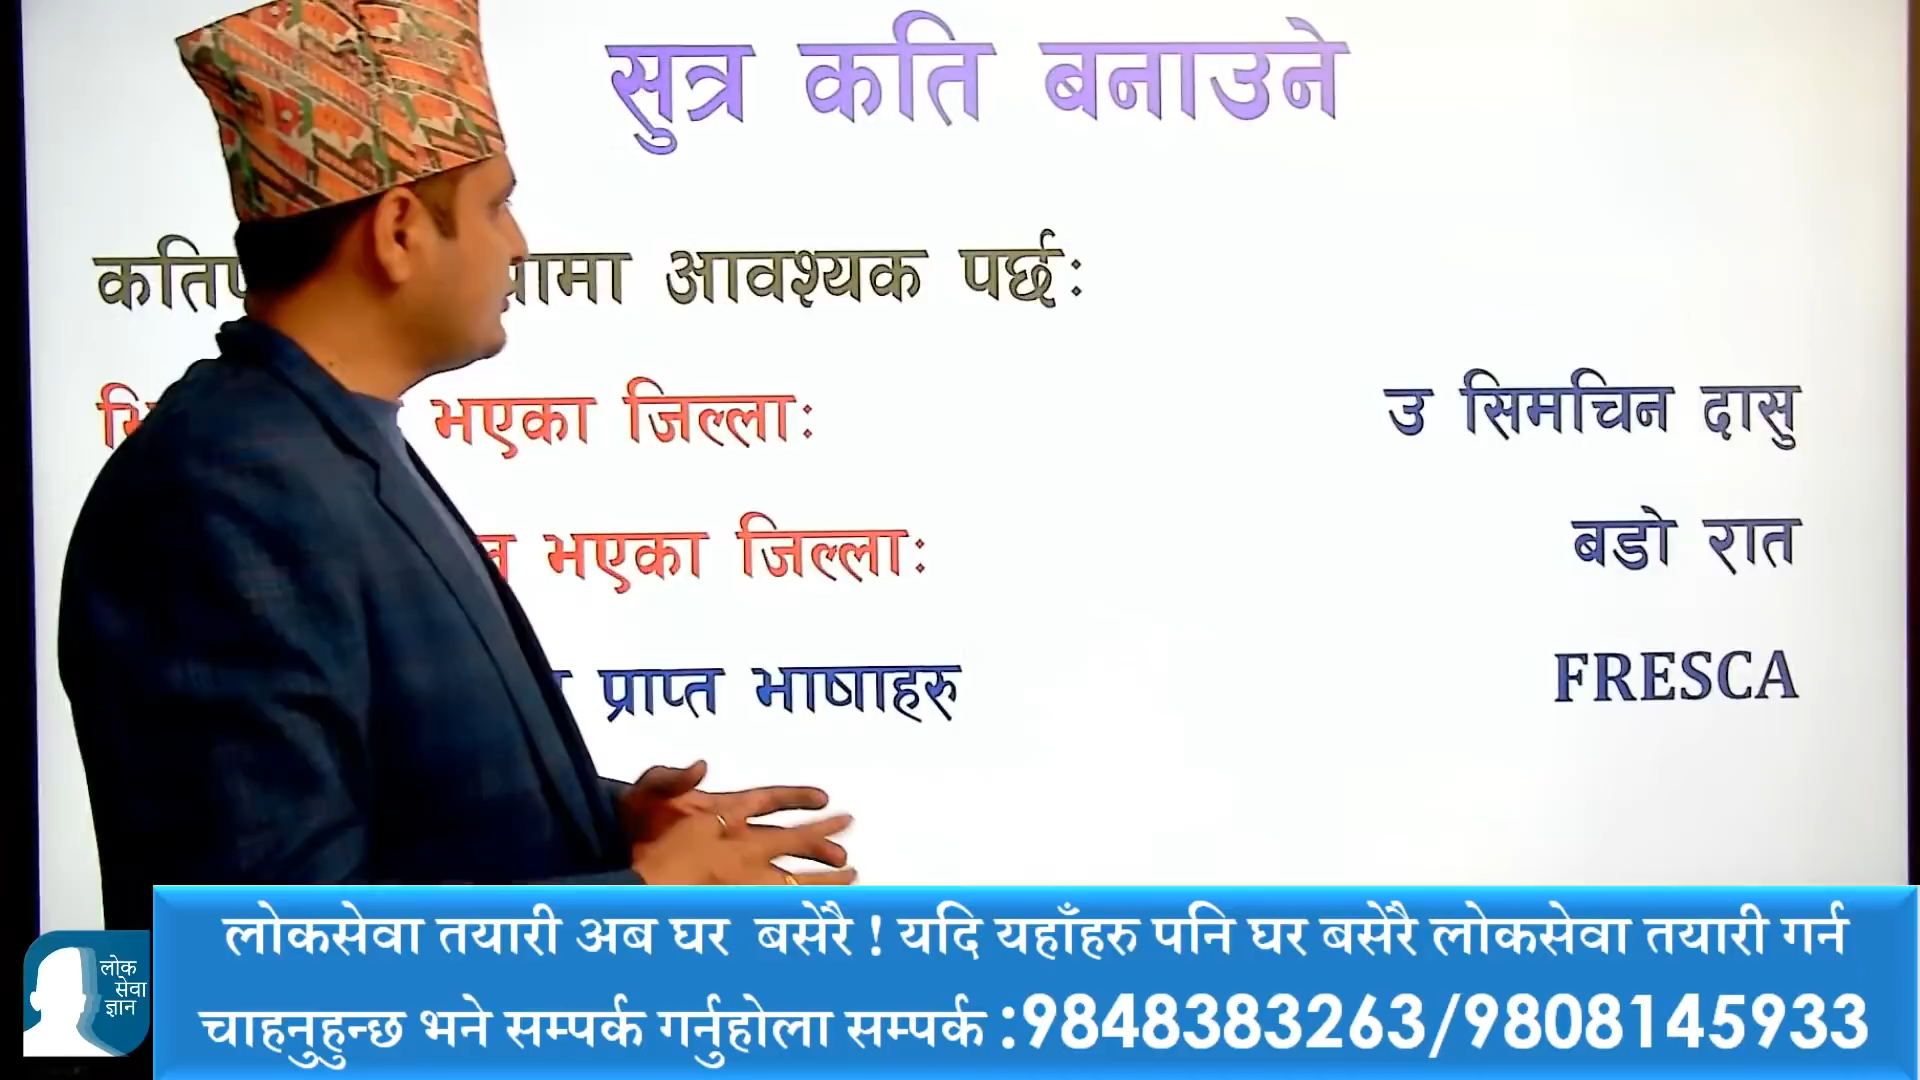 सुत्र कति बनाउने
आवश्यक पर्छः
भएका जिल्लाः उ सिमचिन दासु
भएका जिल्लाः बडो रात
प्राप्त भाषाहरु FRESCA
लोकसेवा तयारी अब घर बसेरै ! यदि यहाँहरु पनि घर बसेरै लोकसेवा तयारी गर्न
चाहनुहुन्छ भने सम्पर्क गर्नुहोला सम्पर्क :9848383263/9808145933
लोक
सेवा
ज्ञान